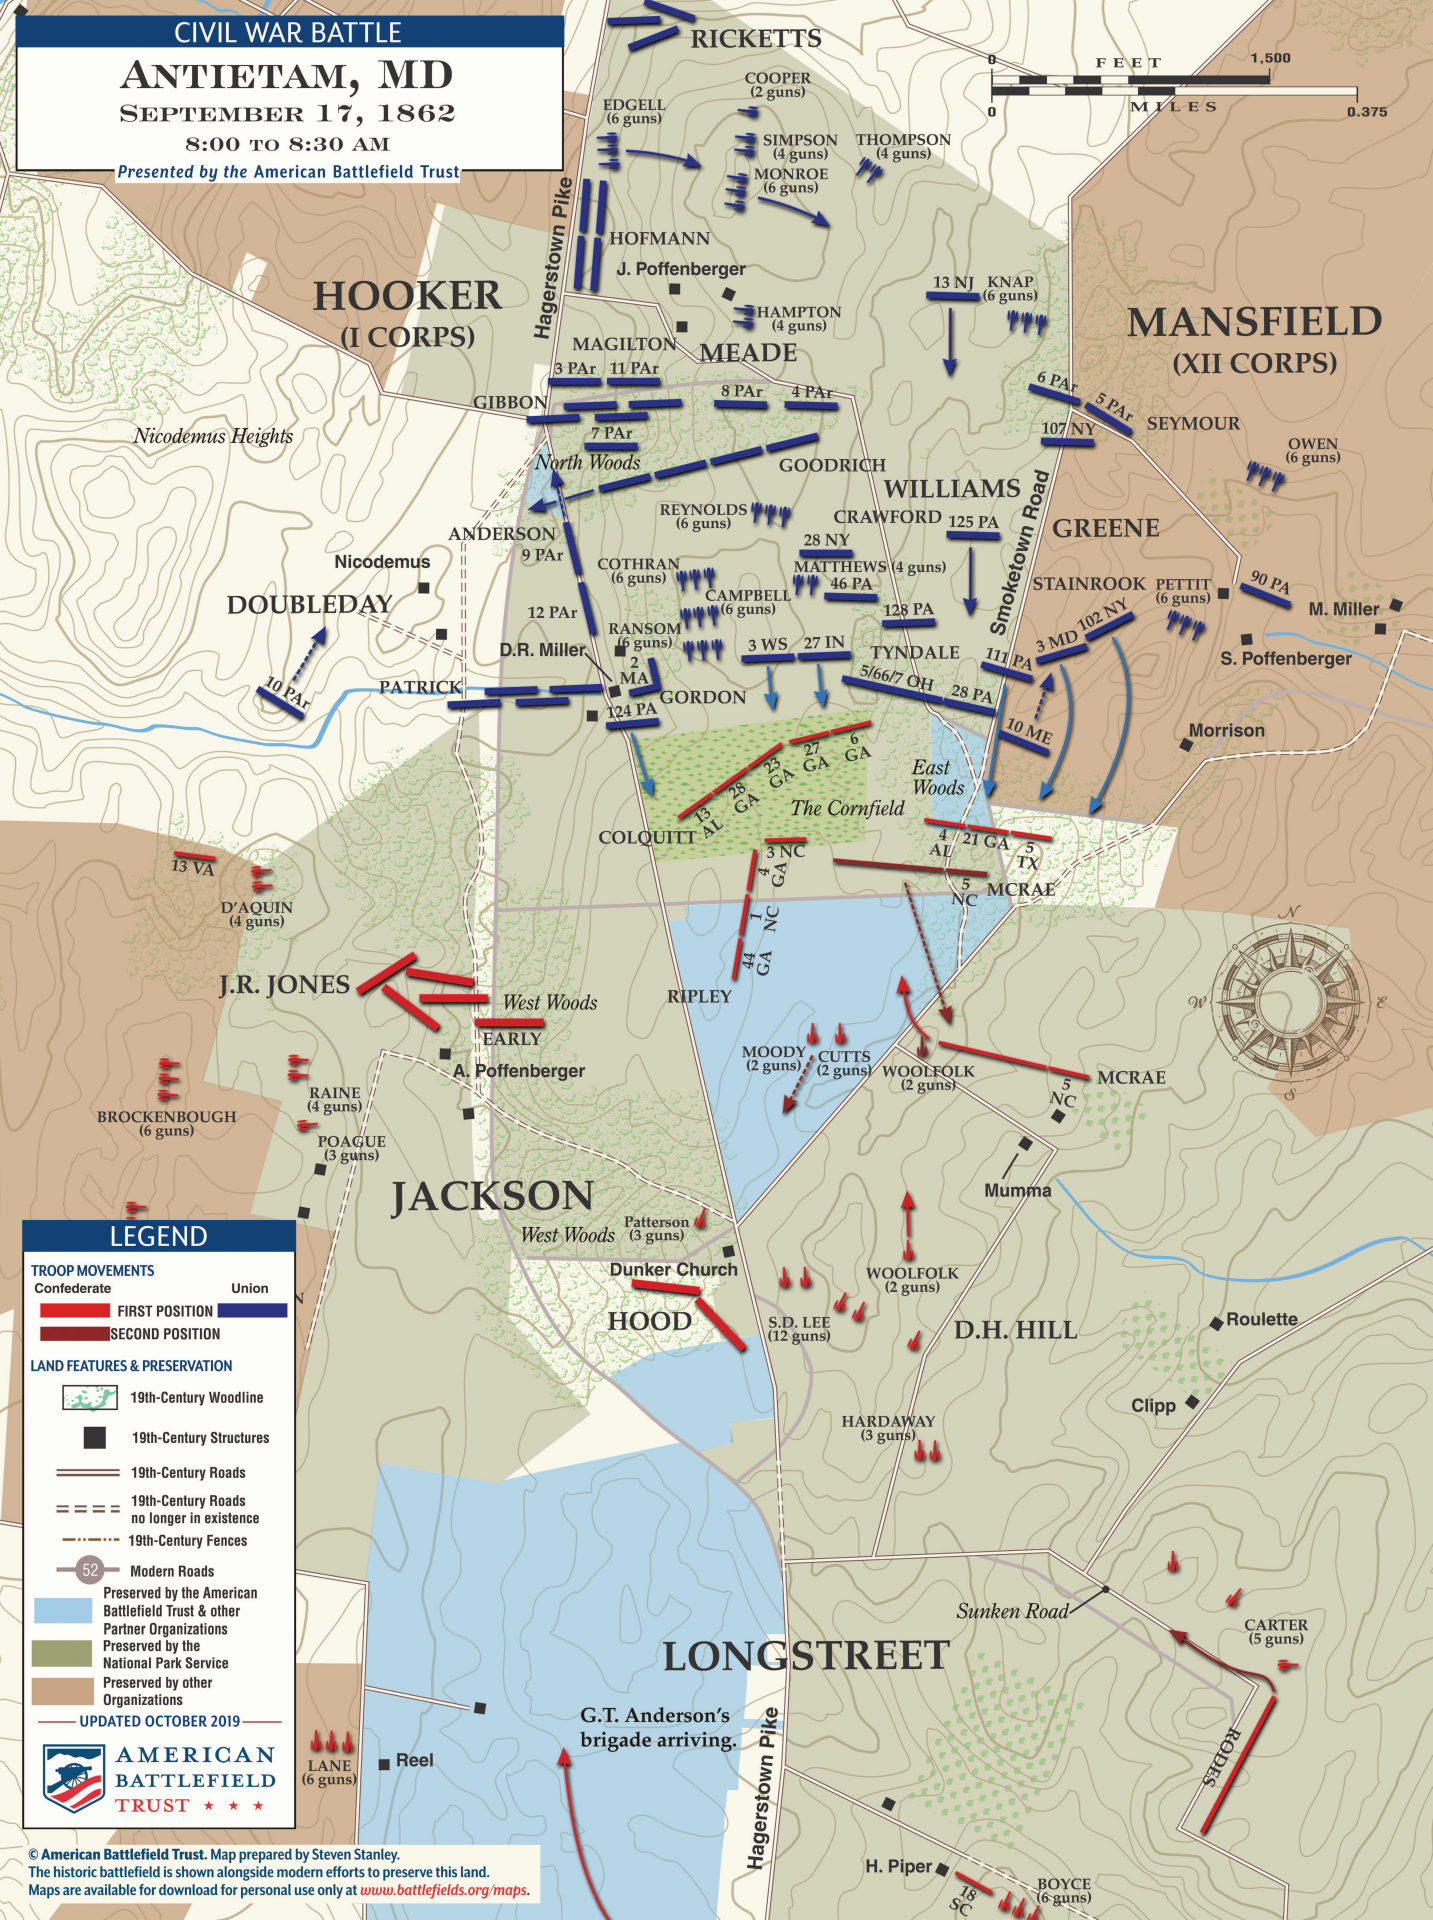 CIVIL WAR BATTLE
ANTIETAM, MD
SEPTEMBER 17, 1862
8:00 TO 8:30 AM
Presented by the American Battlefield Trust
RICKETTS
0 FEET 1,500
0 MILES 0.375
COOPER
(2 guns)
EDGELL
(6 guns)
SIMPSON
(4 guns)
THOMPSON
(4 guns)
MONROE
(6 guns)
Hagerstown Pike
HOFMANN
J. Poffenberger
HOOKER
(I CORPS)
13 NJ
KNAP
(6 guns)
HAMPTON
(4 guns)
MANSFIELD
(XII CORPS)
MAGILTON
MEADE
3 PAr
11 PAr
8 PAr
4 PAr
6 PAr
5 PAr
GIBBON
SEYMOUR
107 NY
7 PAr
Nicodemus Heights
North Woods
GOODRICH
OWEN
(6 guns)
WILLIAMS
REYNOLDS
(6 guns)
CRAWFORD
125 PA
GREENE
ANDERSON
9 PAr
28 NY
Smoketown Road
Nicodemus
COTHRAN
(6 guns)
MATTHEWS (4 guns)
46 PA
STAINROOK
PETTIT
(6 guns)
90 PA
M. Miller
DOUBLEDAY
CAMPBELL
(6 guns)
12 PAr
128 PA
102 NY
3 MD
RANSOM
(6 guns)
D.R. Miller
3 WS
27 IN
TYNDALE
111 PA
S. Poffenberger
2
MA
5/66/7 OH
28 PA
10 PAr
PATRICK
GORDON
124 PA
10 ME
Morrison
6
GA
27
GA
23
GA
28
GA
13
AL
East
Woods
The Cornfield
COLQUITT
4
AL
21 GA
5
TX
3 NC
13 VA
4
GA
5
NC
MCRAE
D'AQUIN
(4 guns)
1
NC
44
GA
J.R. JONES
West Woods
RIPLEY
EARLY
N
W
E
S
MOODY
(2 guns)
CUTTS
(2 guns)
WOOLFOLK
(2 guns)
A. Poffenberger
MCRAE
5
NC
RAINE
(4 guns)
BROCKENBOUGH
(6 guns)
POAGUE
(3 guns)
JACKSON
Mumma
West Woods
Patterson
(3 guns)
Dunker Church
WOOLFOLK
(2 guns)
HOOD
S.D. LEE
(12 guns)
D.H. HILL
Roulette
Clipp
HARDAWAY
(3 guns)
LEGEND
TROOP MOVEMENTS
Confederate Union
FIRST POSITION
SECOND POSITION
LAND FEATURES & PRESERVATION
19th-Century Woodline
19th-Century Structures
19th-Century Roads
19th-Century Roads
no longer in existence
19th-Century Fences
52 Modern Roads
Preserved by the American
Battlefield Trust & other
Partner Organizations
Preserved by the
National Park Service
Preserved by other
Organizations
UPDATED OCTOBER 2019
AMERICAN
BATTLEFIELD
TRUST
Sunken Road
CARTER
(5 guns)
LONGSTREET
G.T. Anderson's
brigade arriving.
Hagerstown Pike
RODES
LANE
(6 guns)
Reel
H. Piper
18
SC
BOYCE
(6 guns)
© American Battlefield Trust. Map prepared by Steven Stanley.
The historic battlefield is shown alongside modern efforts to preserve this land.
Maps are available for download for personal use only at www.battlefields.org/maps.